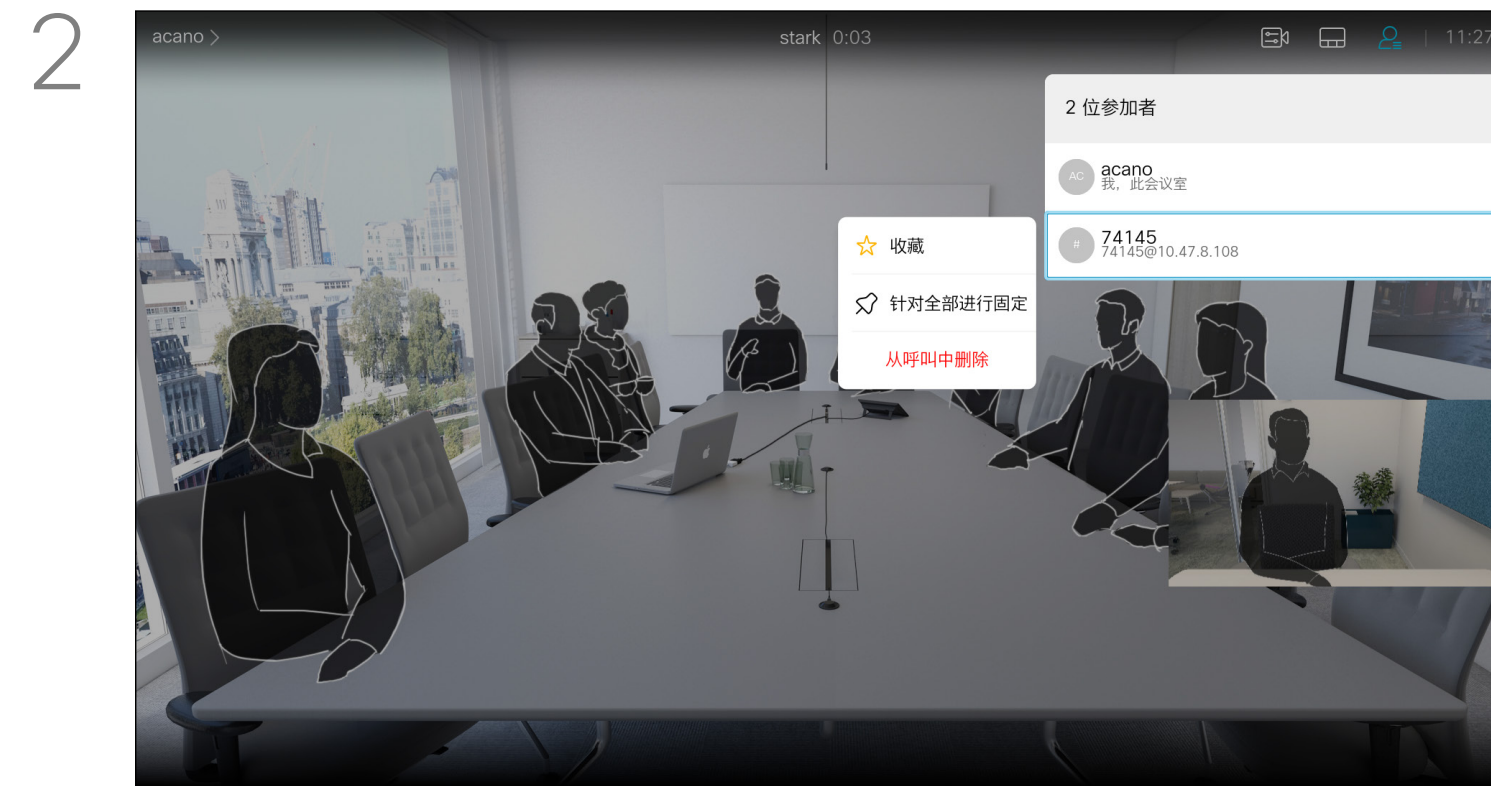 2
acano >
stark 0:03
11:27
2 位参加者
AC
acano
我，此会议室
#
74145
74145@10.47.8.108
收藏
针对全部进行固定
从呼叫中删除